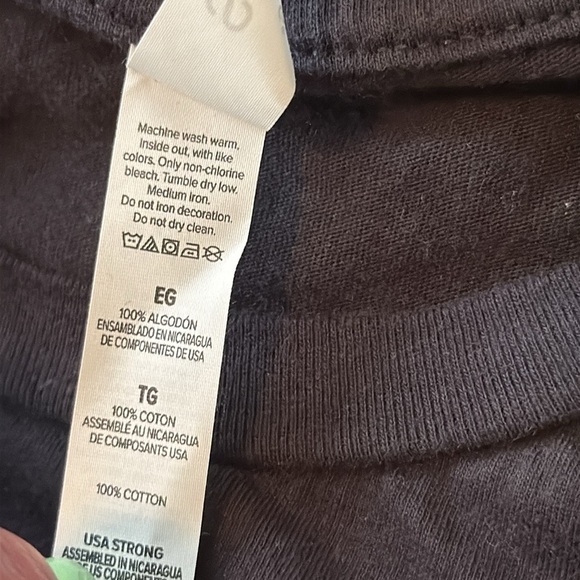 Machine wash warm.
Inside out, with like
colors. Only non-chlorine
bleach. Tumble dry low.
Medium iron.
Do not iron decoration.
Do not dry clean.
EG
100% ALGODÓN
ENSAMBLADO EN NICARAGUA
DE COMPONENTES DE USA
TG
100% COTON
ASSEMBLÉ AU NICARAGUA
DE COMPOSANTS USA
100% COTTON
USA STRONG
ASSEMBLED IN NICARAGUA
US COMPONENTS